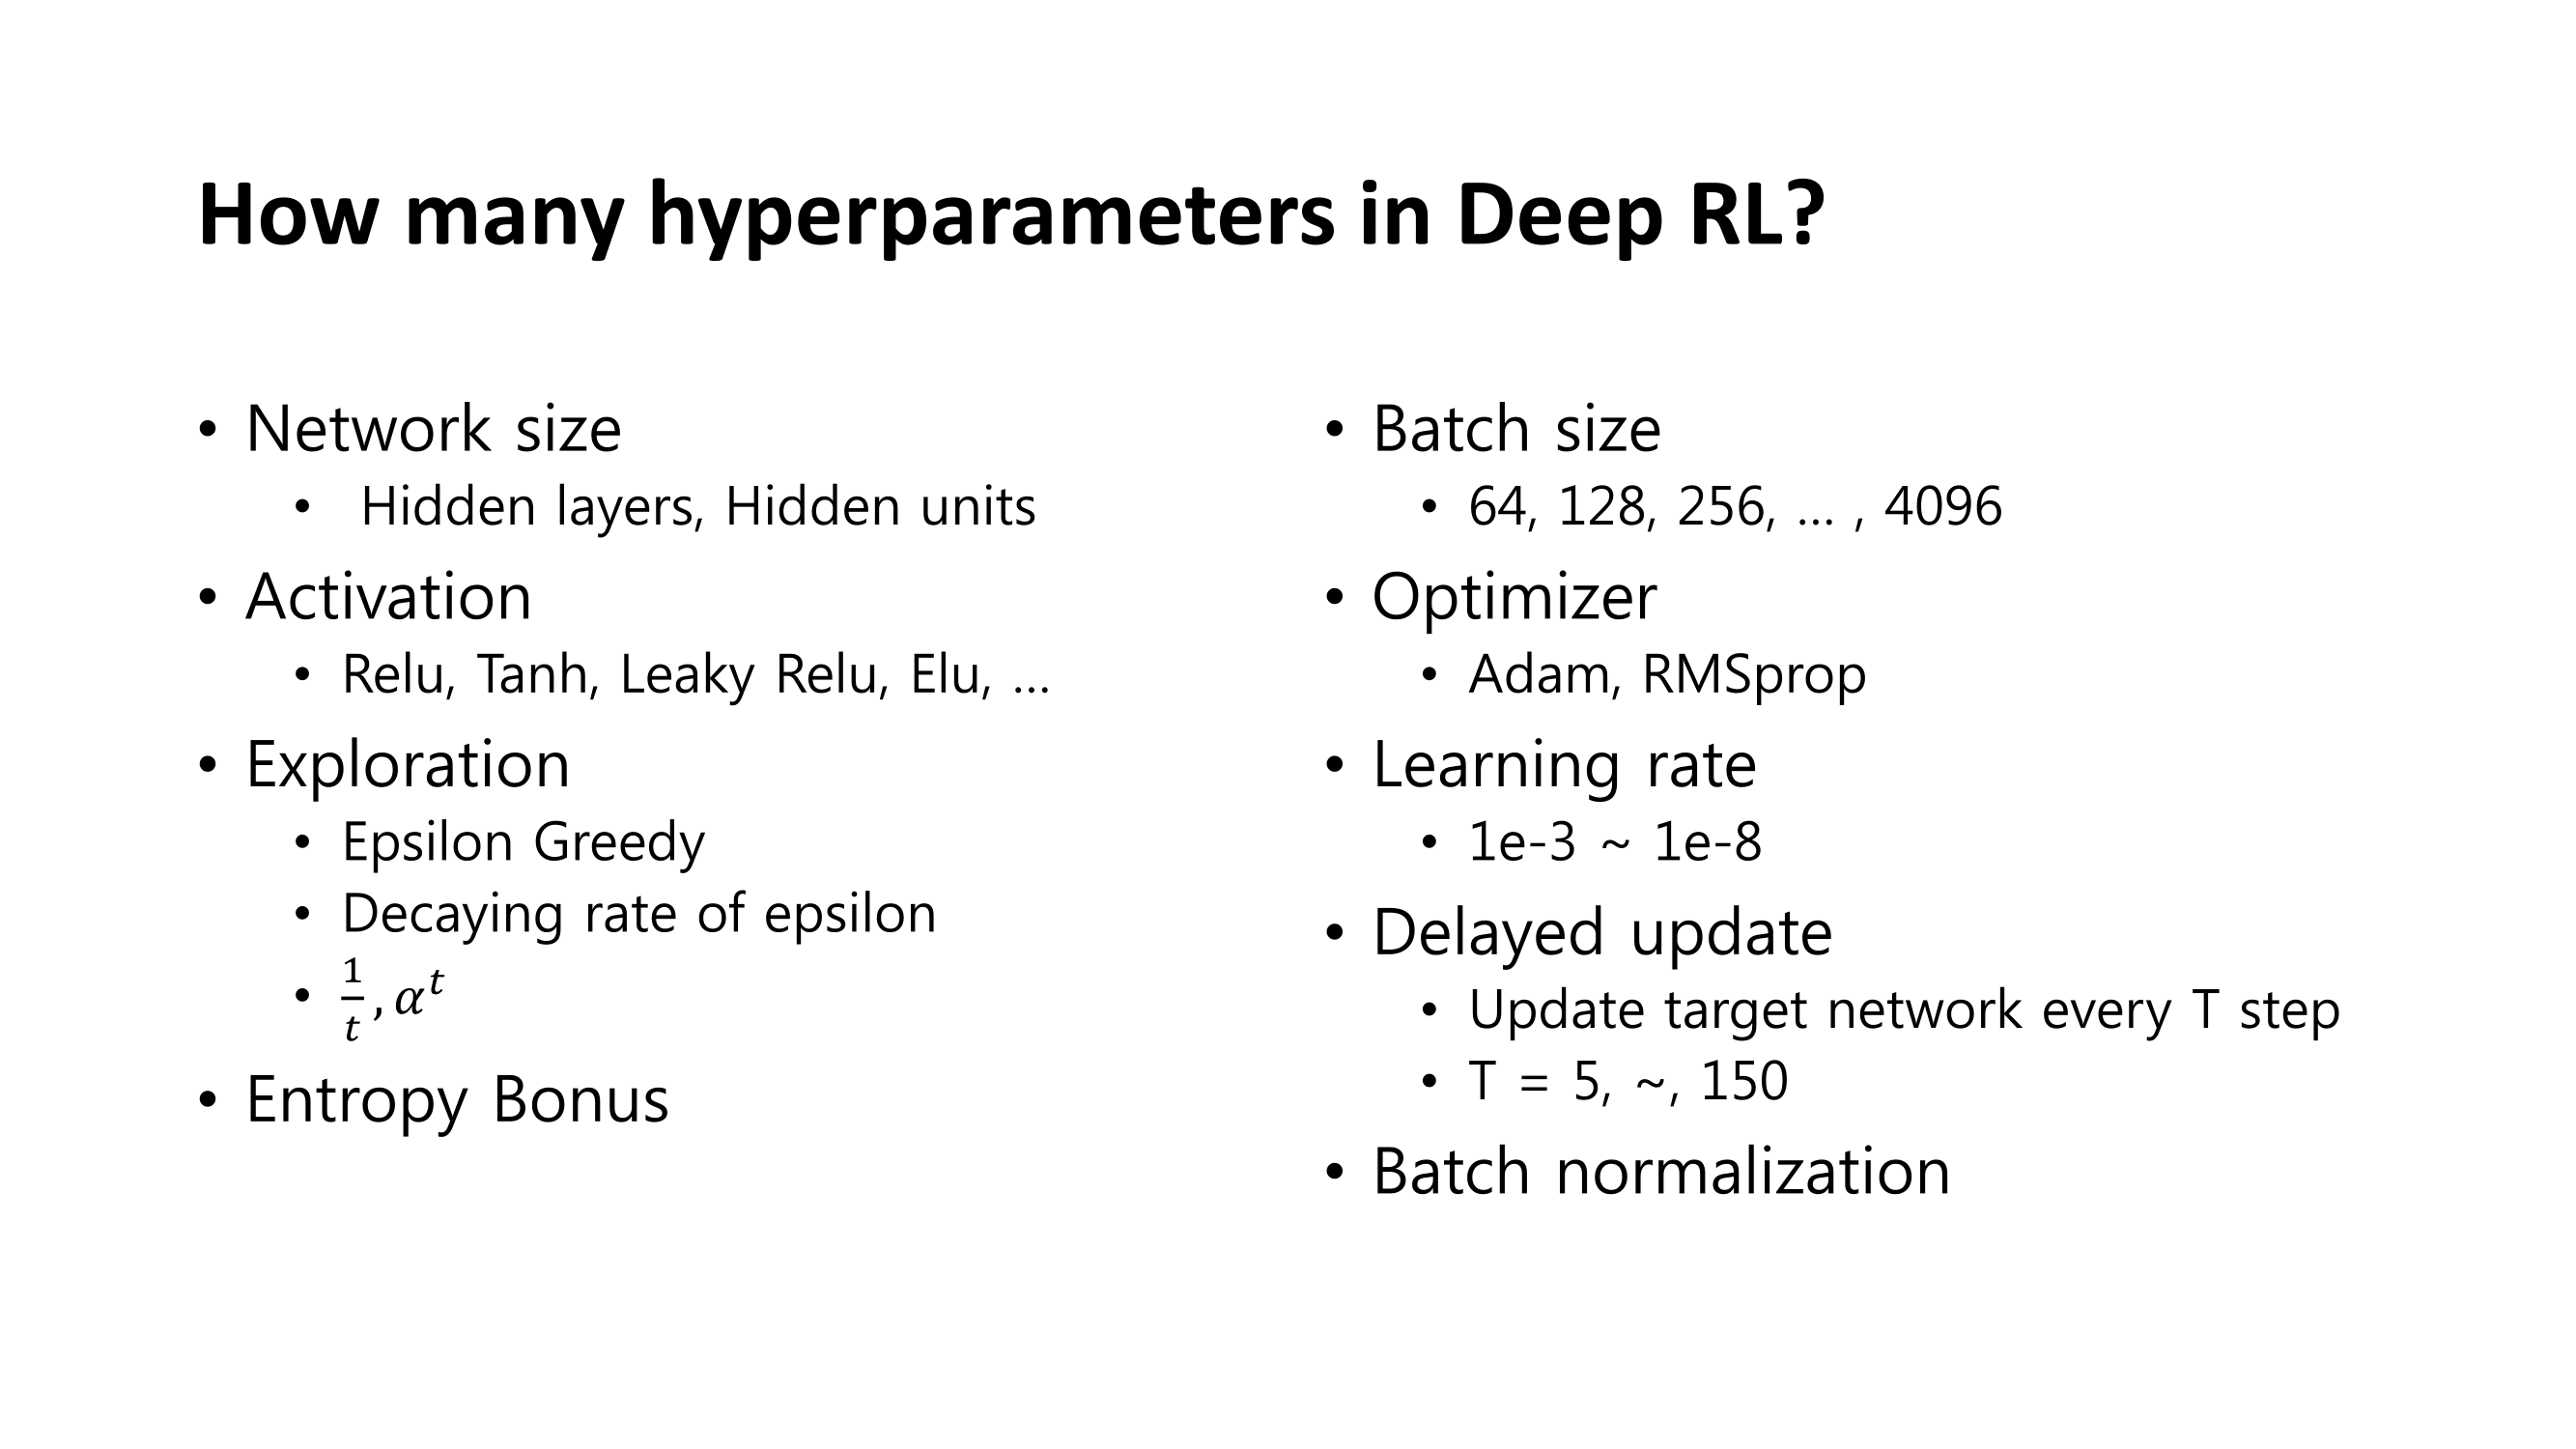 How many hyperparameters in Deep RL?
• Network size
• Hidden layers, Hidden units
• Activation
• Relu, Tanh, Leaky Relu, Elu, ...
• Exploration
• Epsilon Greedy
• Decaying rate of epsilon
• 1/t, α^t
• Entropy Bonus
• Batch size
• 64, 128, 256, ... , 4096
• Optimizer
• Adam, RMSprop
• Learning rate
• 1e-3 ~ 1e-8
• Delayed update
• Update target network every T step
• T = 5, ~, 150
• Batch normalization